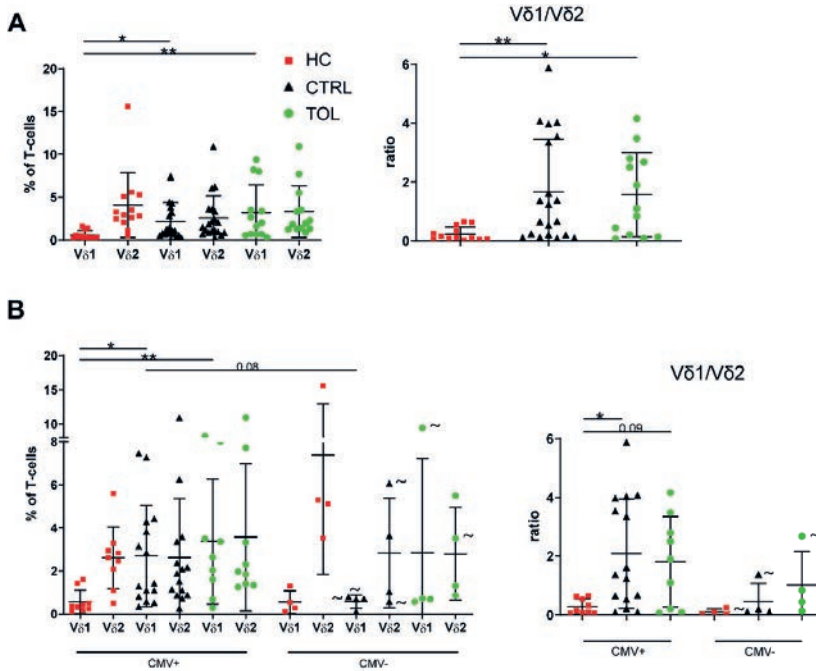 A
Vδ1/Vδ2
*
**
HC
CTRL
TOL
% of T-cells
20
15
10
5
0
Vδ1 Vδ2 Vδ1 Vδ2 Vδ1 Vδ2
**
*
ratio
6
4
2
0
B
*
**
0.08
% of T-cells
20
15
10
8
6
4
2
0
~ ~ ~ ~ ~ ~ ~
Vδ1 Vδ2 Vδ1 Vδ2 Vδ1 Vδ2 Vδ1 Vδ2 Vδ1 Vδ2 Vδ1 Vδ2
CMV+ CMV-
Vδ1/Vδ2
*
0.09
ratio
6
4
2
0
~ ~ ~
CMV+ CMV-